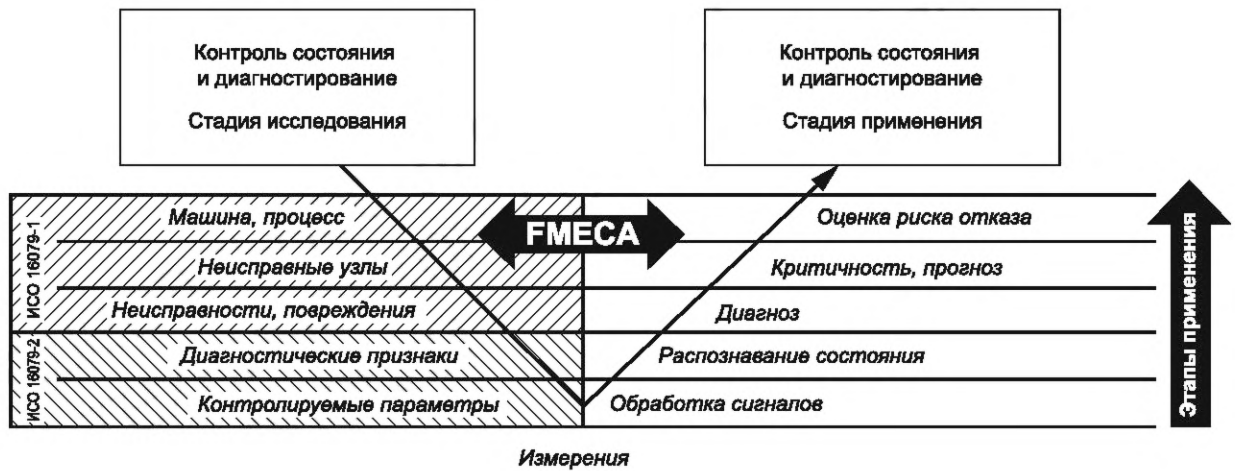 Контроль состояния
и диагностирование
Стадия исследования
Контроль состояния
и диагностирование
Стадия применения
ИСО 16079-1
Машина, процесс
FMECA
Оценка риска отказа
Неисправные узлы
Критичность, прогноз
Неисправности, повреждения
Диагноз
ИСО 16079-2
Диагностические признаки
Распознавание состояния
Контролируемые параметры
Обработка сигналов
Этапы применения
Измерения